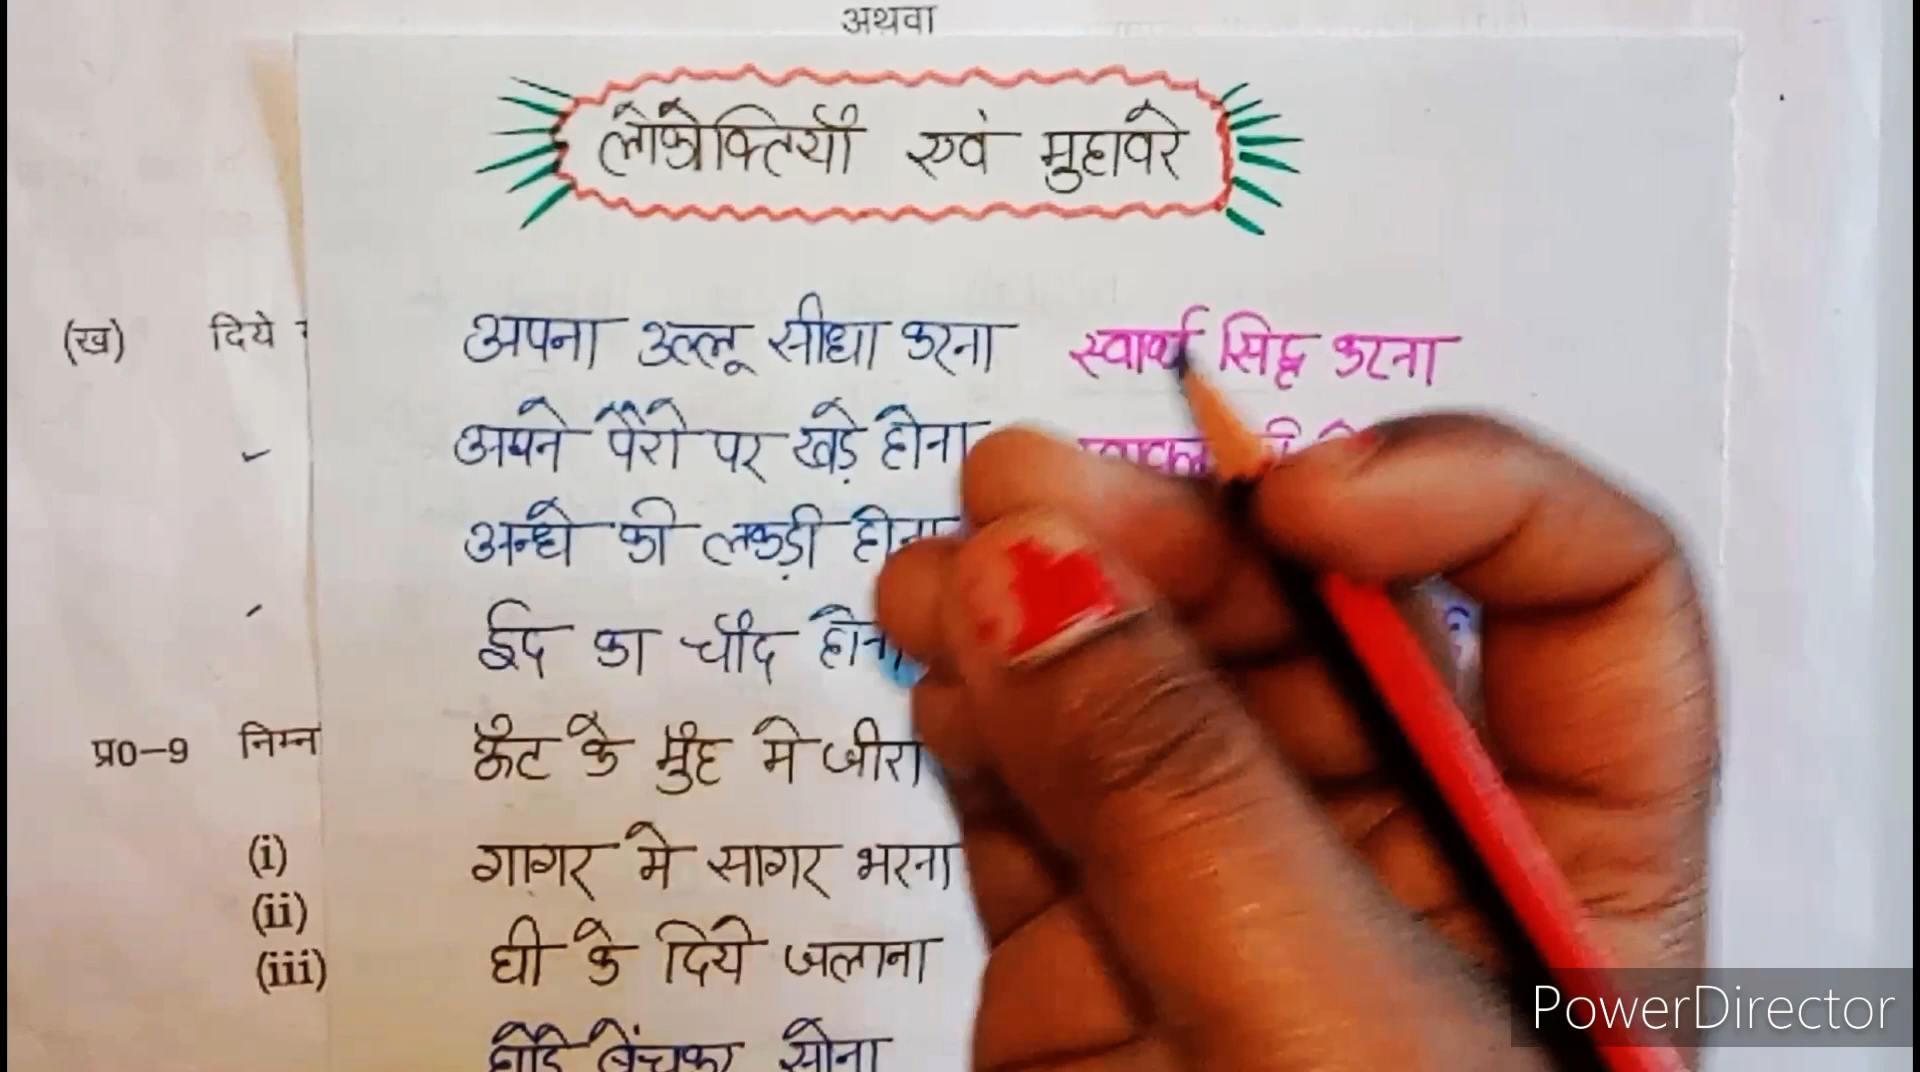 अथवा
लोकोक्तियाँ एवं मुहावरे
(ख) दिये
अपना उल्लू सीधा करना स्वार्थ सिद्ध करना
अपने पैरो पर खड़े होना
अन्धे की लकड़ी होना
ईद का चाँद होना
प्र0-9 निम्न
ऊँट के मुँह मे जीरा
(i)
गागर मे सागर भरना
(ii)
(iii)
घी के दिये जलाना
घोड़े बेंचकर सोना
PowerDirector